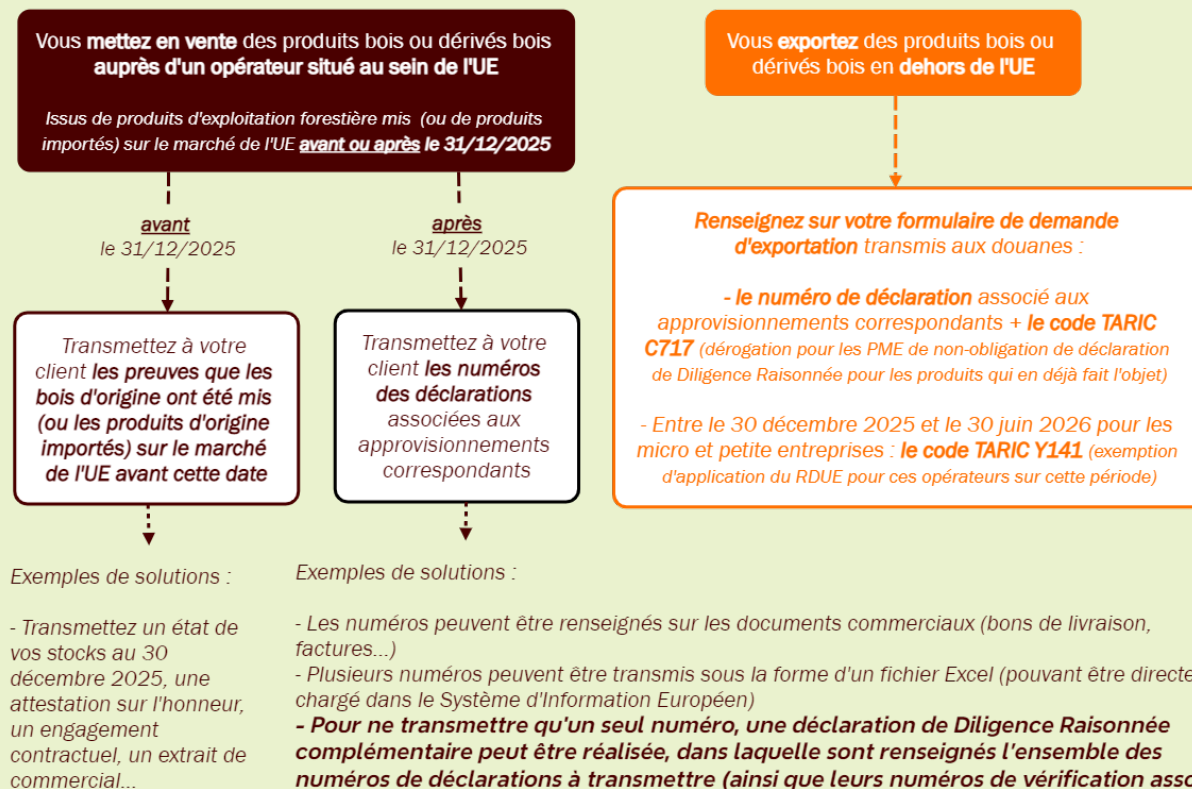 Vous mettez en vente des produits bois ou dérivés bois
auprès d'un opérateur situé au sein de l'UE
Issus de produits d'exploitation forestière mis (ou de produits
importés) sur le marché de l'UE avant ou après le 31/12/2025
avant
le 31/12/2025
Transmettez à votre
client les preuves que les
bois d'origine ont été mis
(ou les produits d'origine
importés) sur le marché
de l'UE avant cette date
Exemples de solutions :
- Transmettez un état de
vos stocks au 30
décembre 2025, une
attestation sur l'honneur,
un engagement
contractuel, un extrait de
commercial...
après
le 31/12/2025
Transmettez à votre
client les numéros
des déclarations
associées aux
approvisionnements
correspondants
Exemples de solutions :
- Les numéros peuvent être renseignés sur les documents commerciaux (bons de livraison,
factures...)
- Plusieurs numéros peuvent être transmis sous la forme d'un fichier Excel (pouvant être directe
chargé dans le Système d'Information Européen)
- Pour ne transmettre qu'un seul numéro, une déclaration de Diligence Raisonnée
complémentaire peut être réalisée, dans laquelle sont renseignés l'ensemble des
numéros de déclarations à transmettre (ainsi que leurs numéros de vérification asso
Vous exportez des produits bois ou
dérivés bois en dehors de l'UE
Renseignez sur votre formulaire de demande
d'exportation transmis aux douanes :
- le numéro de déclaration associé aux
approvisionnements correspondants + le code TARIC
C717 (dérogation pour les PME de non-obligation de déclaration
de Diligence Raisonnée pour les produits qui en déjà fait l'objet)
- Entre le 30 décembre 2025 et le 30 juin 2026 pour les
micro et petite entreprises : le code TARIC Y141 (exemption
d'application du RDUE pour ces opérateurs sur cette période)